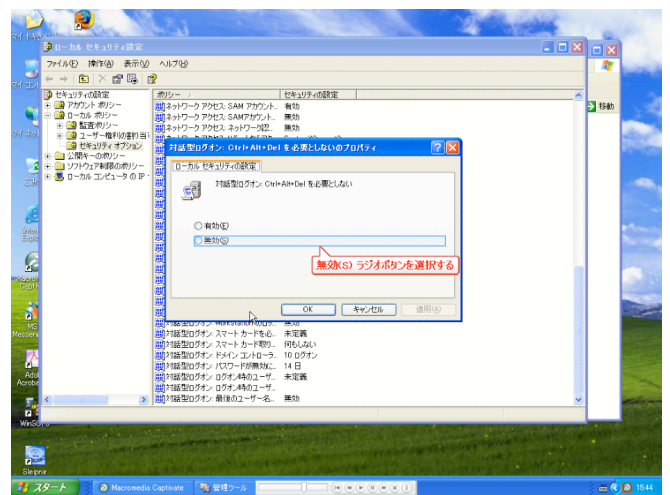 ローカル セキュリティ設定
ファイル(F) 操作(A) 表示(V) ヘルプ(H)
セキュリティの設定
アカウント ポリシー
ローカル ポリシー
監査ポリシー
ユーザー権利の割り当
セキュリティ オプション
公開キーのポリシー
ソフトウェア制限のポリシー
ローカル コンピュータの IP
ポリシー
セキュリティの設定
ネットワーク アクセス: SAM アカウント... 有効
ネットワーク アクセス: SAM アカウント... 無効
ネットワーク アクセス: ネットワーク認... 無効
移動
対話型ログオン: Ctrl+Alt+Del を必要としないのプロパティ
ローカル セキュリティの設定
対話型ログオン: Ctrl+Alt+Del を必要としない
有効(E)
無効(S)
無効(S) ラジオボタンを選択する
OK キャンセル 適用(A)
対話型ログオン: スマート カードを必... 未定義
対話型ログオン: スマート カード取り... 何もしない
対話型ログオン: ドメイン コントローラ... 10 ログオン
対話型ログオン: パスワードが無効に... 14 日
対話型ログオン: ログオン時のユーザ... 未定義
対話型ログオン: ログオン時のユーザ...
対話型ログオン: 最後のユーザー名... 無効
Sleipnir
スタート
Macromedia Captivate
管理ツール
16:44